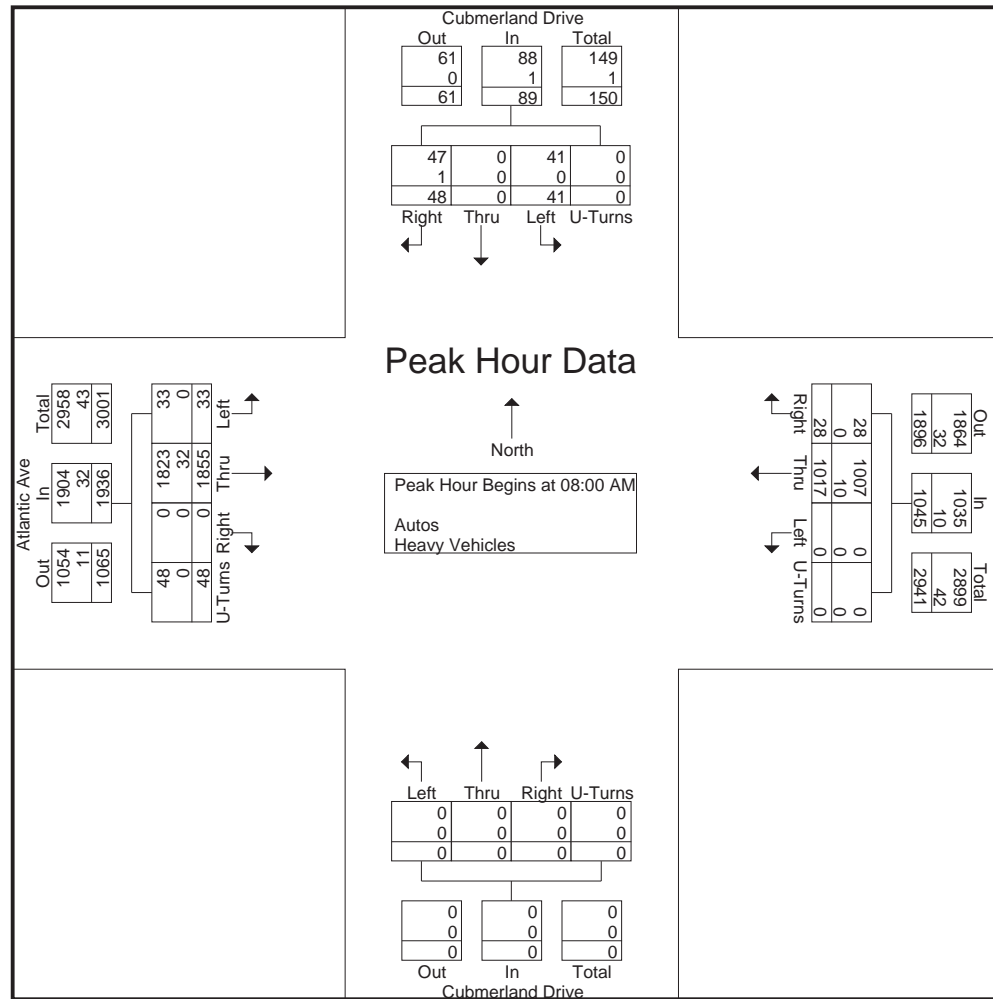 Cubmerland Drive
Out In Total
61 88 149
0 1 1
61 89 150
47 0 41 0
1 0 0 0
48 0 41 0
Right Thru Left U-Turns
Peak Hour Data
North
Peak Hour Begins at 08:00 AM
Autos
Heavy Vehicles
Atlantic Ave
Out In Total
1054 1904 2958
11 32 43
1065 1936 3001
48 0 1823 33
0 0 32 0
48 0 1855 33
U-Turns Right Thru Left
Out In Total
1864 1035 2899
32 10 42
1896 1045 2941
28 1007 0 0
0 10 0 0
28 1017 0 0
Right Thru Left U-Turns
Left Thru Right U-Turns
0 0 0 0
0 0 0 0
0 0 0 0
0 0 0
0 0 0
0 0 0
Out In Total
Cubmerland Drive